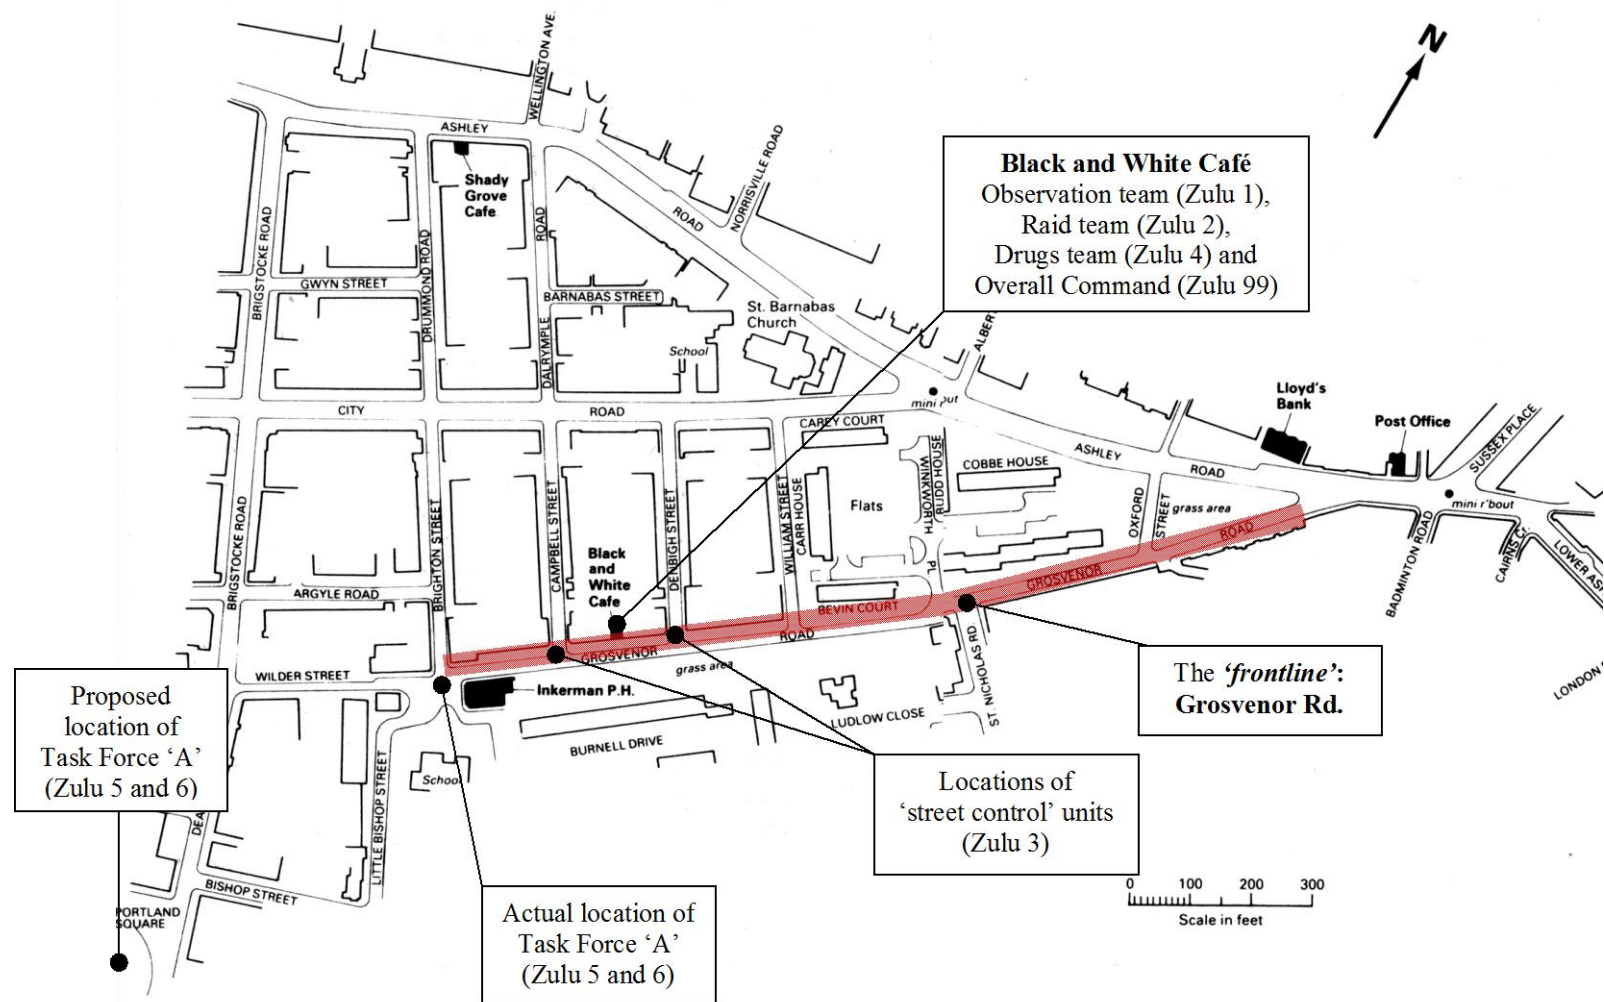 N
WELLINGTON AVE.
ASHLEY
ROAD
NORRISVILLE ROAD
Shady
Grove
Cafe
BRIGSTOCKE ROAD
DRUMMOND ROAD
ROAD
DALRYMPLE
GWYN STREET
BARNABAS STREET
St. Barnabas
Church
School
ALBERT
Black and White Café
Observation team (Zulu 1),
Raid team (Zulu 2),
Drugs team (Zulu 4) and
Overall Command (Zulu 99)
CITY
ROAD
mini r'out
CAREY COURT
Lloyd's
Bank
Post Office
SUSSEX PLACE
ASHLEY
ROAD
COBBE HOUSE
WINKWORTH
PL.
BUDD HOUSE
Flats
CARR HOUSE
OXFORD
STREET
grass area
mini r'bout
BADMINTON ROAD
CAIRNS Cr.
LOWER ASH
LONDON
BRIGSTOCKE ROAD
BRIGHTON STREET
CAMPBELL STREET
DENBIGH STREET
WILLIAM STREET
Black
and
White
Cafe
ARGYLE ROAD
BEVIN COURT
GROSVENOR
ROAD
GROSVENOR
ROAD
grass area
WILDER STREET
Inkerman P.H.
ST. NICHOLAS RD.
LUDLOW CLOSE
BURNELL DRIVE
School
LITTLE BISHOP STREET
DEA
BISHOP STREET
PORTLAND
SQUARE
Proposed
location of
Task Force ‘A’
(Zulu 5 and 6)
The ‘frontline’:
Grosvenor Rd.
Locations of
‘street control’ units
(Zulu 3)
Actual location of
Task Force ‘A’
(Zulu 5 and 6)
0 100 200 300
Scale in feet